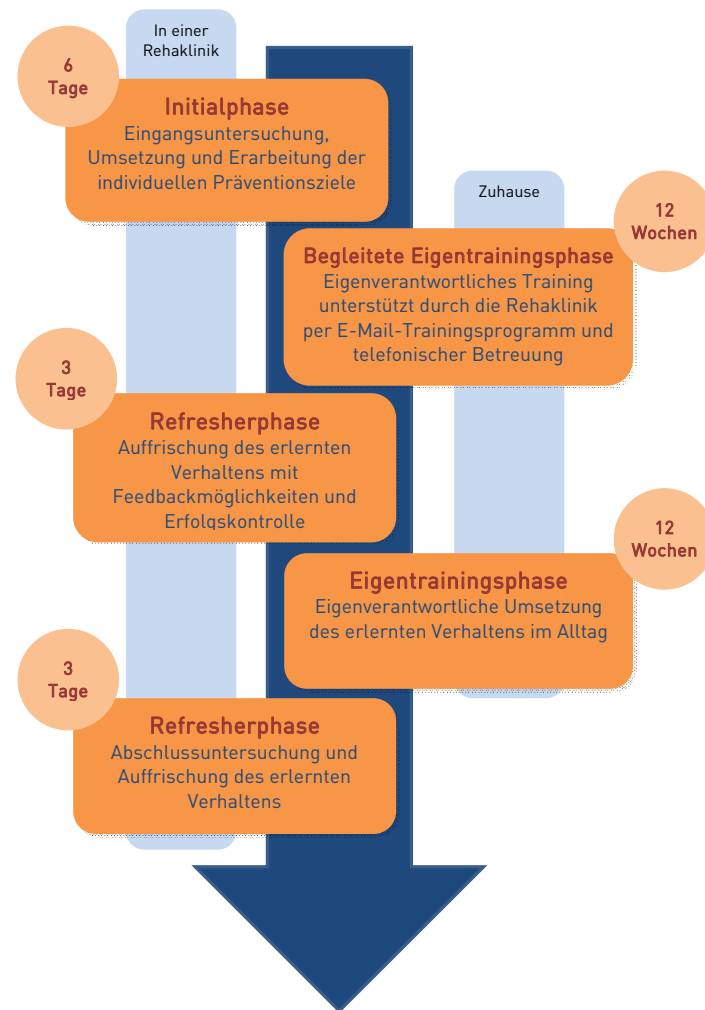 In einer
Rehaklinik
6
Tage
Initialphase
Eingangsuntersuchung,
Umsetzung und Erarbeitung der
individuellen Präventionsziele
Zuhause
12
Wochen
Begleitete Eigentrainingsphase
Eigenverantwortliches Training
unterstützt durch die Rehaklinik
per E-Mail-Trainingsprogramm und
telefonischer Betreuung
3
Tage
Refresherphase
Auffrischung des erlernten
Verhaltens mit
Feedbackmöglichkeiten und
Erfolgskontrolle
12
Wochen
Eigentrainingsphase
Eigenverantwortliche Umsetzung
des erlernten Verhaltens im Alltag
3
Tage
Refresherphase
Abschlussuntersuchung und
Auffrischung des erlernten
Verhaltens